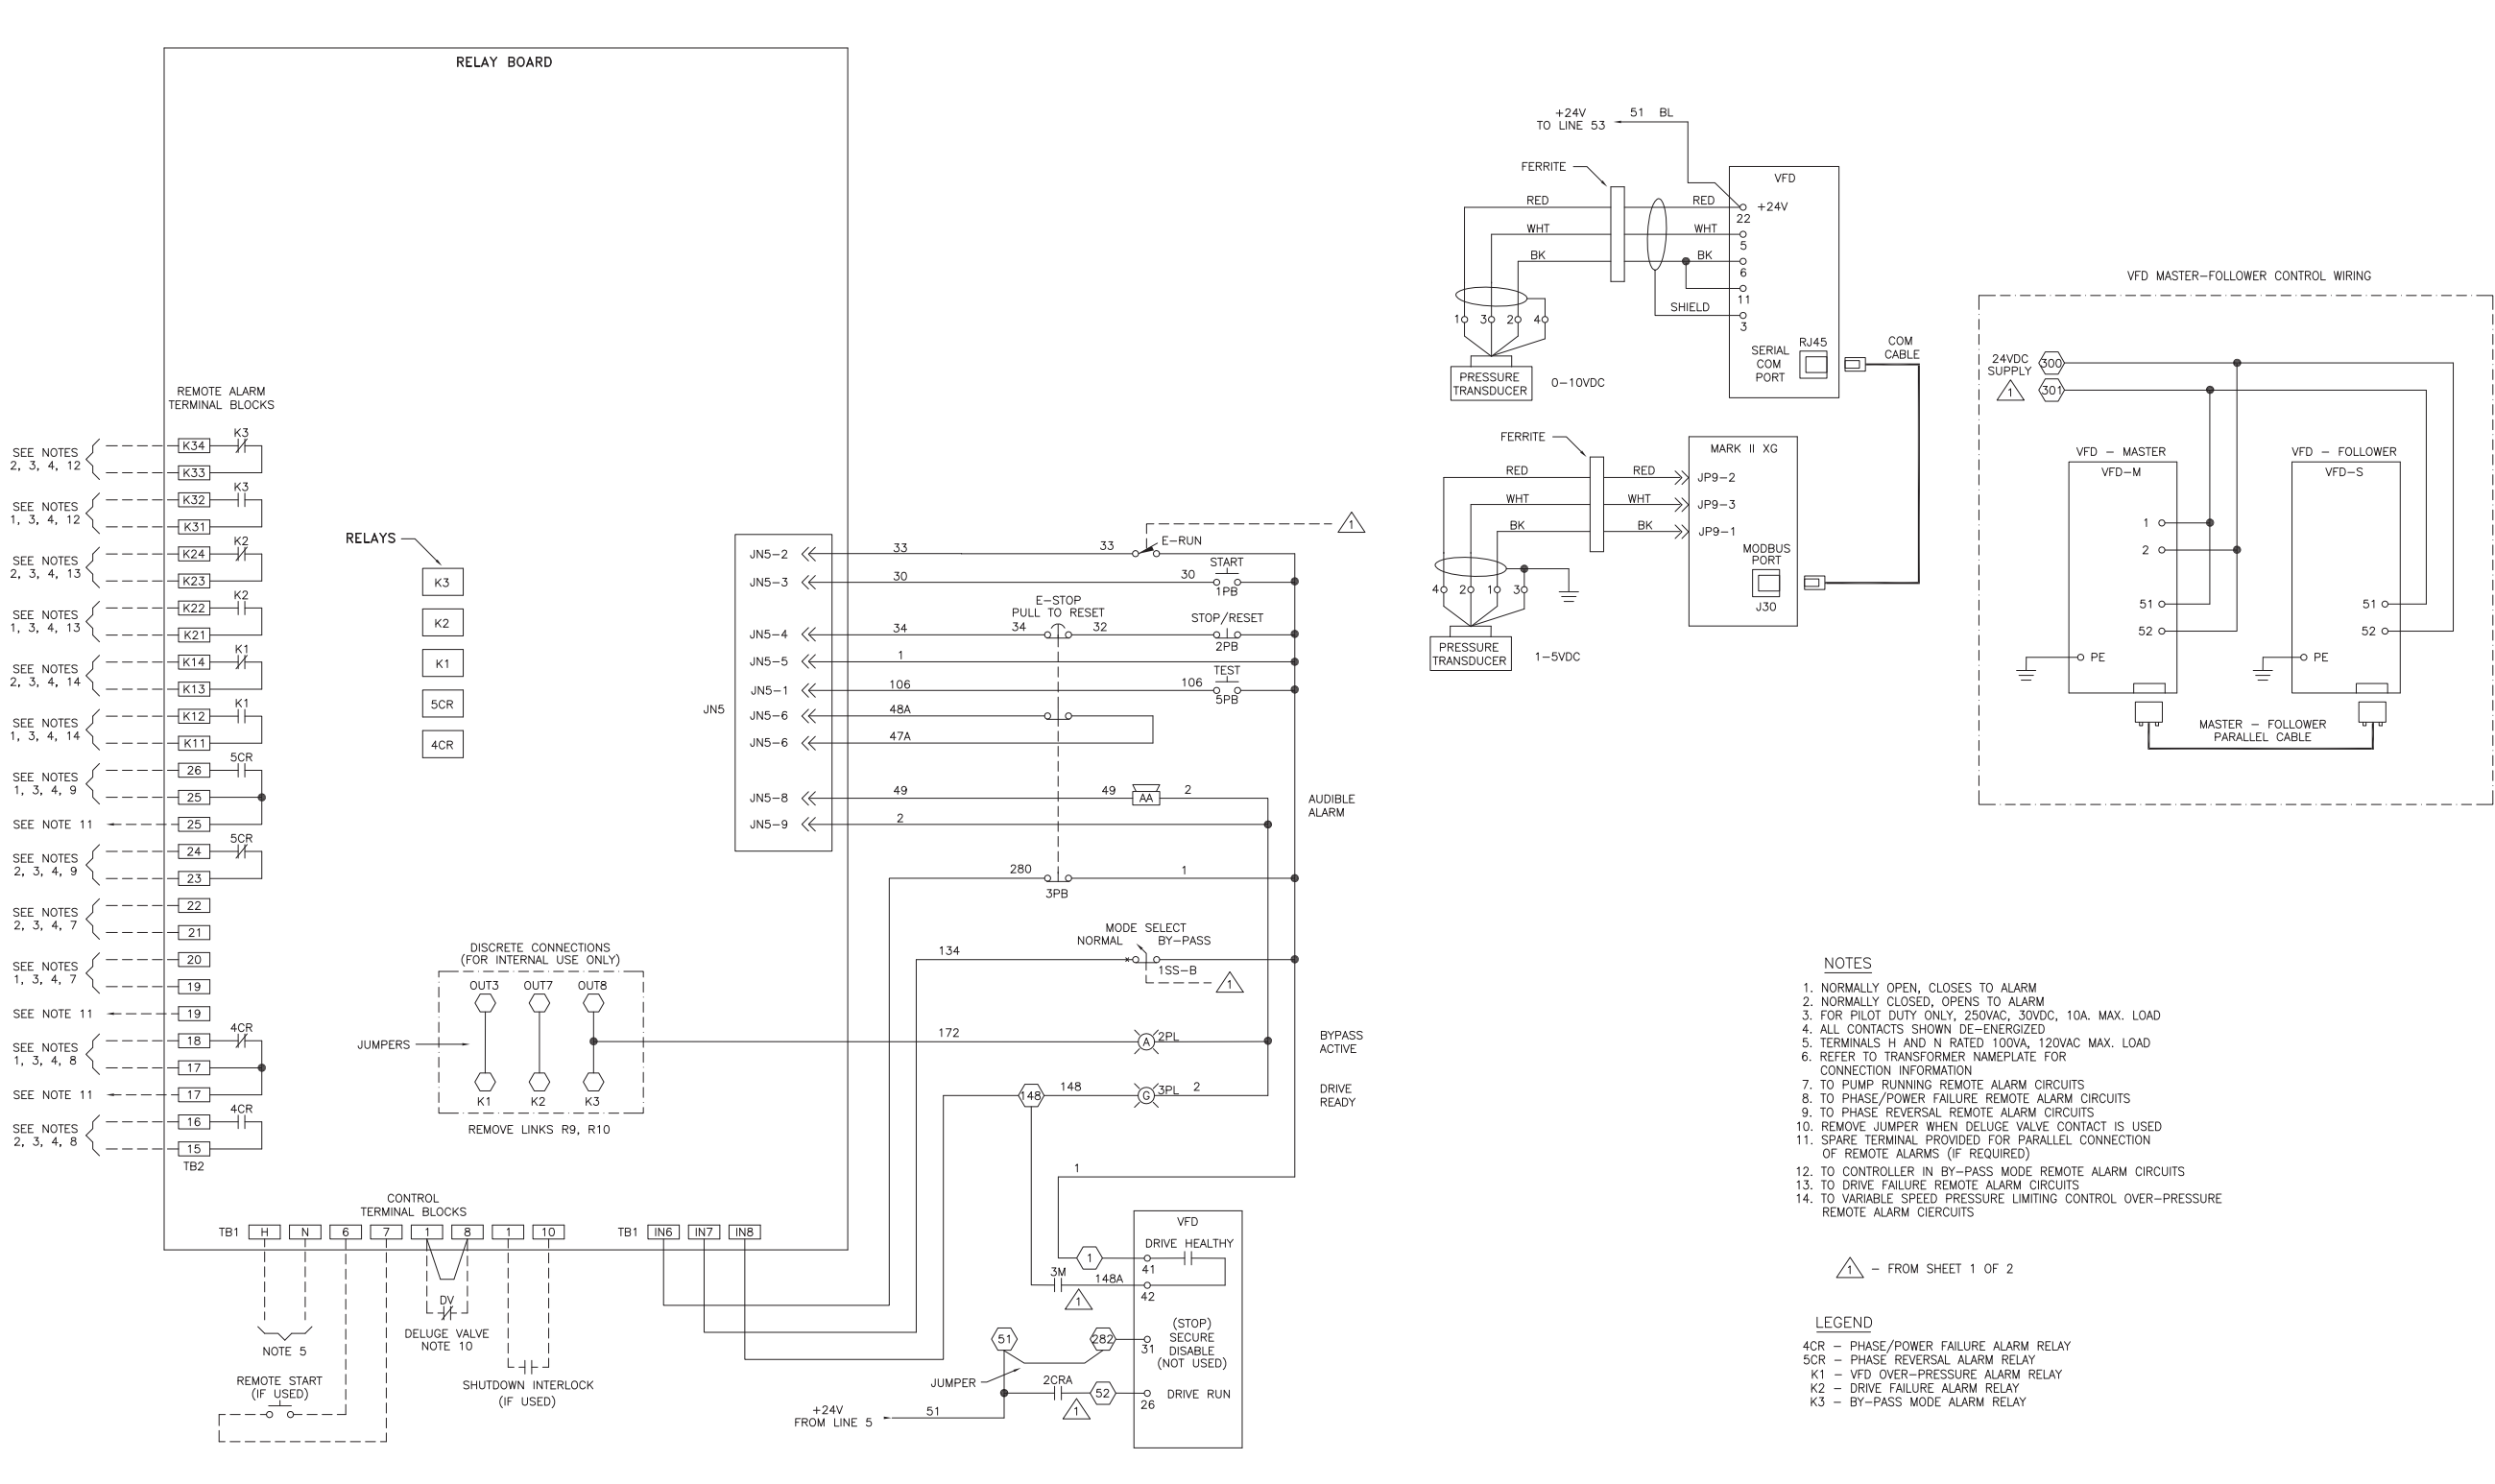 RELAY BOARD
REMOTE ALARM
TERMINAL BLOCKS
SEE NOTES
2, 3, 4, 12
K34
K3
K33
SEE NOTES
1, 3, 4, 12
K32
K3
K31
SEE NOTES
2, 3, 4, 13
K24
K2
K23
SEE NOTES
1, 3, 4, 13
K22
K2
K21
SEE NOTES
2, 3, 4, 14
K14
K1
K13
SEE NOTES
1, 3, 4, 14
K12
K1
K11
SEE NOTES
1, 3, 4, 9
26
5CR
25
SEE NOTE 11
25
SEE NOTES
2, 3, 4, 9
24
5CR
23
SEE NOTES
2, 3, 4, 7
22
21
SEE NOTES
1, 3, 4, 7
20
19
SEE NOTE 11
19
SEE NOTES
1, 3, 4, 8
18
4CR
17
SEE NOTE 11
17
SEE NOTES
2, 3, 4, 8
16
4CR
15
TB2
RELAYS
K3
K2
K1
5CR
4CR
DISCRETE CONNECTIONS
(FOR INTERNAL USE ONLY)
OUT3 OUT7 OUT8
JUMPERS
K1 K2 K3
REMOVE LINKS R9, R10
CONTROL
TERMINAL BLOCKS
TB1 H N 6 7 1 8 1 10
TB1 IN6 IN7 IN8
NOTE 5
DV
DELUGE VALVE
NOTE 10
REMOTE START
(IF USED)
SHUTDOWN INTERLOCK
(IF USED)
JN5
JN5-2 33 33 E-RUN 1
JN5-3 30 30 START
1PB
E-STOP
PULL TO RESET
JN5-4 34 34 32 STOP/RESET
2PB
JN5-5 1
JN5-1 106 106 TEST
5PB
JN5-6 48A
JN5-6 47A
JN5-8 49 49 AA 2
AUDIBLE
ALARM
JN5-9 2
280 1
3PB
MODE SELECT
NORMAL BY-PASS
134
1SS-B 1
172 A 2PL
BYPASS
ACTIVE
148 148 G 3PL 2
DRIVE
READY
1
VFD
DRIVE HEALTHY
1
41
3M 148A
42
1
(STOP)
SECURE
DISABLE
(NOT USED)
51 282
31
JUMPER
2CRA 52
26
DRIVE RUN
1
+24V
FROM LINE 5
51
+24V
TO LINE 53
51 BL
FERRITE
VFD
RED RED +24V
22
WHT WHT
5
BK BK
6
11
SHIELD
3
1 3 2 4
PRESSURE
TRANSDUCER
0-10VDC
SERIAL
COM
PORT
RJ45
COM
CABLE
FERRITE
MARK II XG
RED RED JP9-2
WHT WHT JP9-3
BK BK JP9-1
MODBUS
PORT
J30
4 2 1 3
PRESSURE
TRANSDUCER
1-5VDC
VFD MASTER-FOLLOWER CONTROL WIRING
24VDC
SUPPLY
300
1
301
VFD - MASTER
VFD-M
1
2
51
52
PE
VFD - FOLLOWER
VFD-S
51
52
PE
MASTER - FOLLOWER
PARALLEL CABLE
NOTES
1. NORMALLY OPEN, CLOSES TO ALARM
2. NORMALLY CLOSED, OPENS TO ALARM
3. FOR PILOT DUTY ONLY, 250VAC, 30VDC, 10A. MAX. LOAD
4. ALL CONTACTS SHOWN DE-ENERGIZED
5. TERMINALS H AND N RATED 100VA, 120VAC MAX. LOAD
6. REFER TO TRANSFORMER NAMEPLATE FOR
CONNECTION INFORMATION
7. TO PUMP RUNNING REMOTE ALARM CIRCUITS
8. TO PHASE/POWER FAILURE REMOTE ALARM CIRCUITS
9. TO PHASE REVERSAL REMOTE ALARM CIRCUITS
10. REMOVE JUMPER WHEN DELUGE VALVE CONTACT IS USED
11. SPARE TERMINAL PROVIDED FOR PARALLEL CONNECTION
OF REMOTE ALARMS (IF REQUIRED)
12. TO CONTROLLER IN BY-PASS MODE REMOTE ALARM CIRCUITS
13. TO DRIVE FAILURE REMOTE ALARM CIRCUITS
14. TO VARIABLE SPEED PRESSURE LIMITING CONTROL OVER-PRESSURE
REMOTE ALARM CIERCUITS
1 - FROM SHEET 1 OF 2
LEGEND
4CR - PHASE/POWER FAILURE ALARM RELAY
5CR - PHASE REVERSAL ALARM RELAY
K1 - VFD OVER-PRESSURE ALARM RELAY
K2 - DRIVE FAILURE ALARM RELAY
K3 - BY-PASS MODE ALARM RELAY